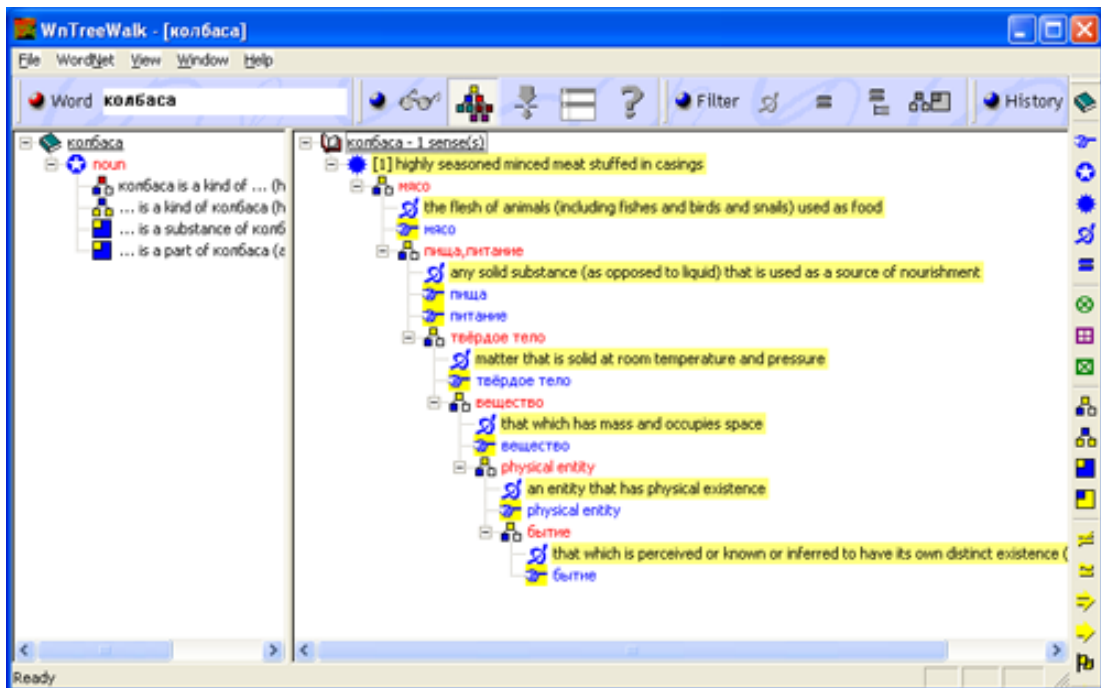 WnTreeWalk - [колбаса]
File WordNet View Window Help
Word колбаса Filter History
колбаса
noun
колбаса is a kind of ... (h
... is a kind of колбаса (h
... is a substance of колб
... is a part of колбаса (
колбаса - 1 sense(s)
[1] highly seasoned minced meat stuffed in casings
мясо
the flesh of animals (including fishes and birds and snails) used as food
мясо
пища,питание
any solid substance (as opposed to liquid) that is used as a source of nourishment
пища
питание
твёрдое тело
matter that is solid at room temperature and pressure
твёрдое тело
вещество
that which has mass and occupies space
вещество
physical entity
an entity that has physical existence
physical entity
бытие
that which is perceived or known or inferred to have its own distinct existence (
бытие
Ready